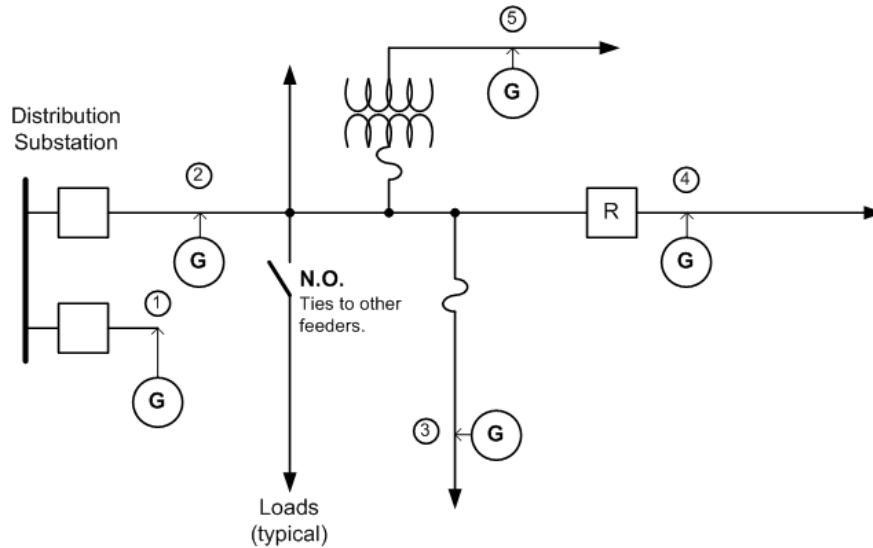 5
G
Distribution
Substation
2
4
R
G
G
N.O.
Ties to other
feeders.
1
G
3
G
Loads
(typical)